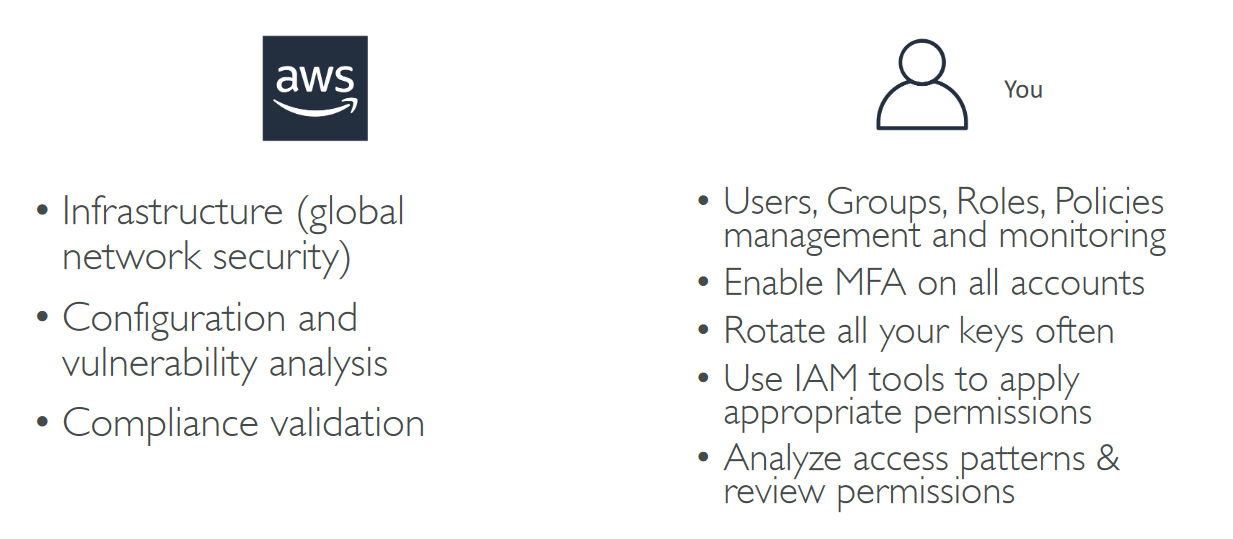 aws
• Infrastructure (global
network security)
• Configuration and
vulnerability analysis
• Compliance validation
You
• Users, Groups, Roles, Policies
management and monitoring
• Enable MFA on all accounts
• Rotate all your keys often
• Use IAM tools to apply
appropriate permissions
• Analyze access patterns &
review permissions